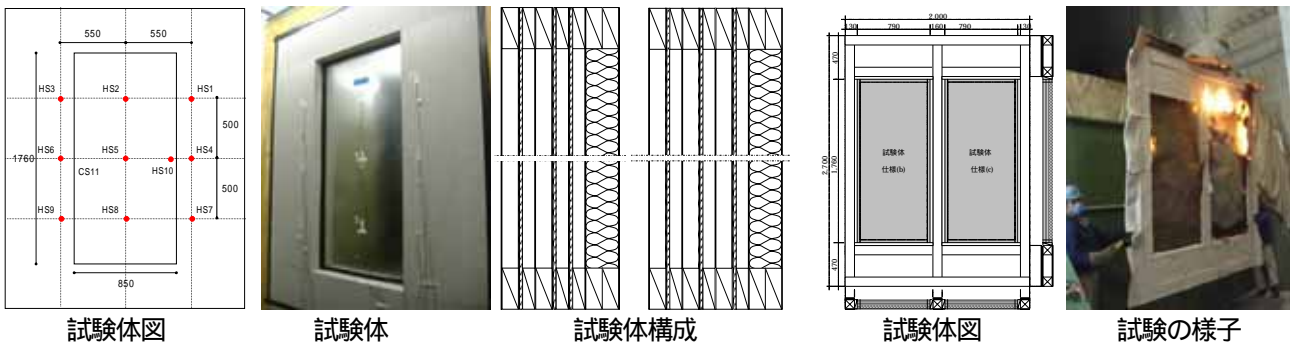 550
550
HS3
HS2
HS1
500
1760
HS6
HS5
HS4
CS11
HS10
500
HS9
HS8
HS7
850
試験体図
試験体
試験体構成
2,000
130
790
160
790
130
470
2,700
1,760
試験体
仕様(b)
試験体
仕様(c)
470
試験体図
試験の様子